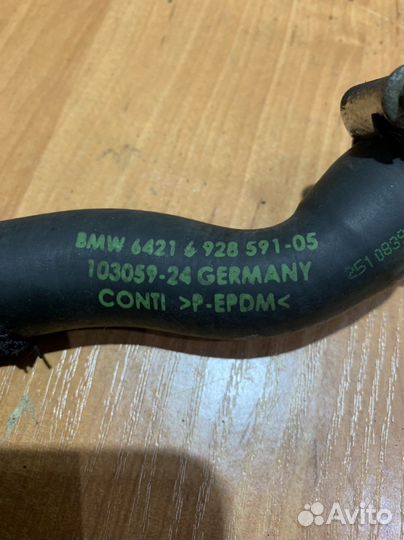 BMW 6421 6 928 591-05
103059-24 GERMANY
CONTI >P-EPDM<
Avito